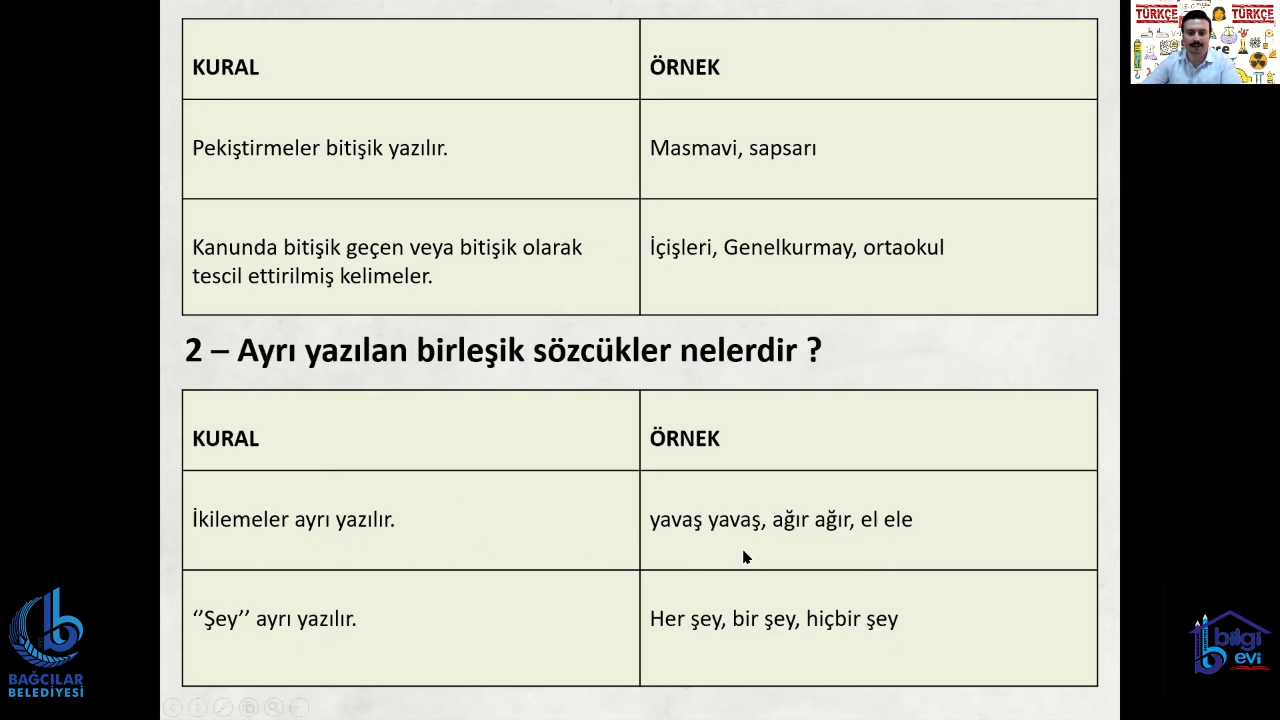 KURAL
ÖRNEK
Pekiştirmeler bitişik yazılır.
Masmavi, sapsarı
Kanunda bitişik geçen veya bitişik olarak
tescil ettirilmiş kelimeler.
İçişleri, Genelkurmay, ortaokul
2 – Ayrı yazılan birleşik sözcükler nelerdir ?
KURAL
ÖRNEK
İkilemeler ayrı yazılır.
yavaş yavaş, ağır ağır, el ele
‘’Şey’’ ayrı yazılır.
Her şey, bir şey, hiçbir şey
TÜRKÇE
TÜRKÇE
BAĞCILAR
BELEDİYESİ
bilgi
evi